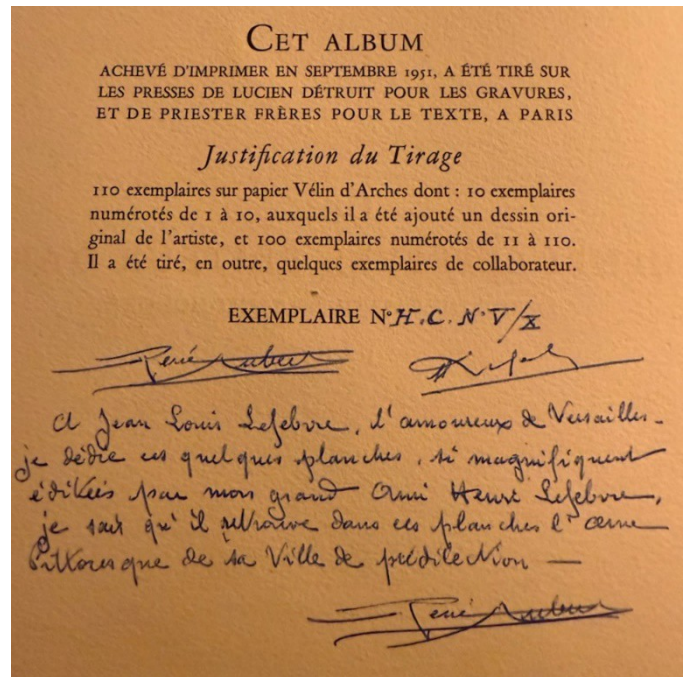 CET ALBUM
ACHEVÉ D'IMPRIMER EN SEPTEMBRE 1951, A ÉTÉ TIRÉ SUR
LES PRESSES DE LUCIEN DÉTRUIT POUR LES GRAVURES,
ET DE PRIESTER FRÈRES POUR LE TEXTE, A PARIS
Justification du Tirage
110 exemplaires sur papier Vélin d'Arches dont : 10 exemplaires
numérotés de 1 à 10, auxquels il a été ajouté un dessin ori-
ginal de l'artiste, et 100 exemplaires numérotés de 11 à 110.
Il a été tiré, en outre, quelques exemplaires de collaborateur.
EXEMPLAIRE N° H.C. N° V/X
René
A Jean Louis Lefebvre, l'amoureux de Versailles -
je dédie ces quelques planches, si magnifiquement
éditées par mon grand Ami Henri Lefebvre,
je sais qu'il retrouve dans ces planches l'âme
Pittoresque de sa Ville de prédilection —
René